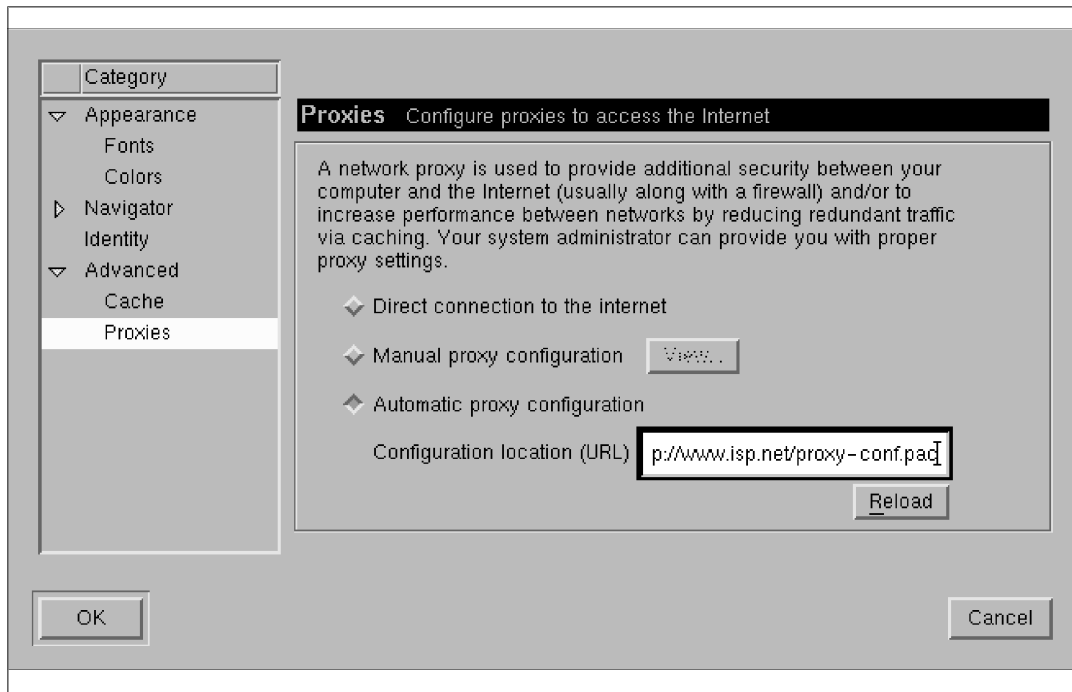 Category
Appearance
Fonts
Colors
Navigator
Identity
Advanced
Cache
Proxies
Proxies Configure proxies to access the Internet
A network proxy is used to provide additional security between your
computer and the Internet (usually along with a firewall) and/or to
increase performance between networks by reducing redundant traffic
via caching. Your system administrator can provide you with proper
proxy settings.
Direct connection to the internet
Manual proxy configuration View...
Automatic proxy configuration
Configuration location (URL) p://www.isp.net/proxy-conf.pac
Reload
OK Cancel